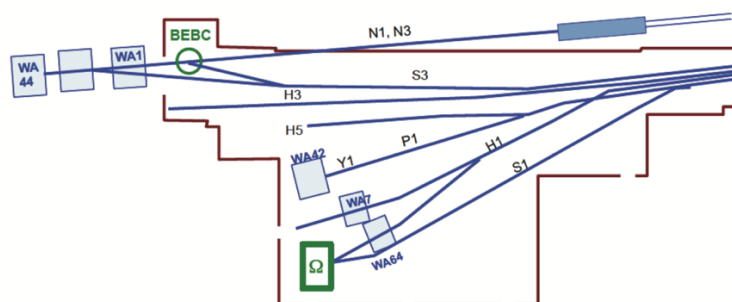 BEBC
N1, N3
WA
44
WA1
S3
H3
H5
P1
Y1
WA42
H1
S1
WA7
WA64
Ω